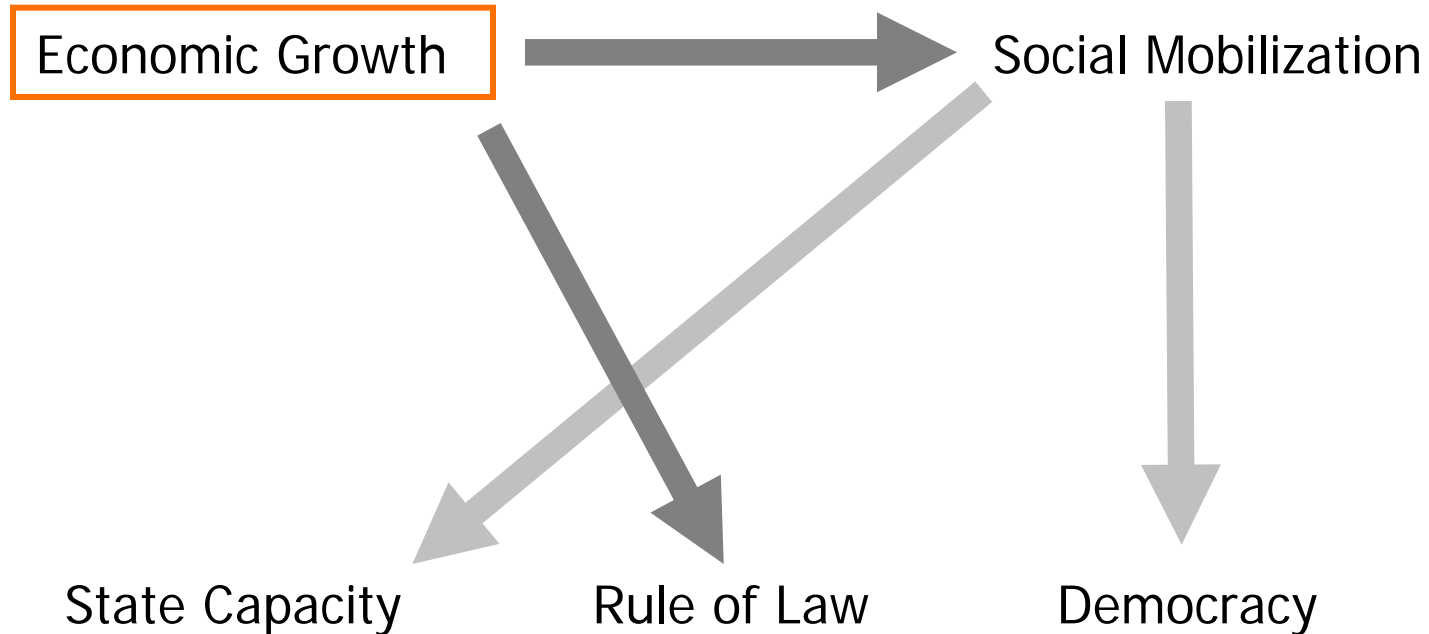 Economic Growth
Social Mobilization
State Capacity
Rule of Law
Democracy